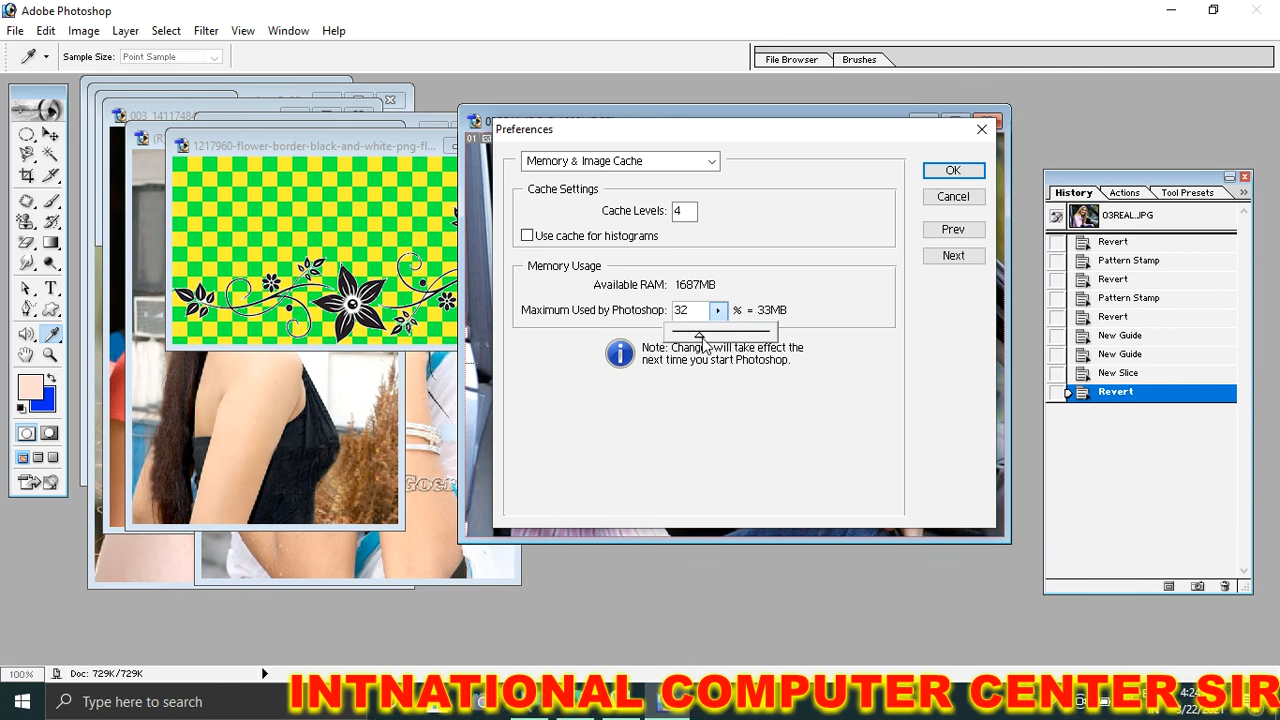 Adobe Photoshop
File Edit Image Layer Select Filter View Window Help
Sample Size: Point Sample
File Browser Brushes
003_14117484
(R)
1217960-flower-border-black-and-white-png-fl...
01
Preferences
Memory & Image Cache
Cache Settings
Cache Levels: 4
Use cache for histograms
Memory Usage
Available RAM: 1687MB
Maximum Used by Photoshop: 32 % = 33MB
Note: Changes will take effect the
next time you start Photoshop.
OK
Cancel
Prev
Next
History Actions Tool Presets
03REAL.JPG
Revert
Pattern Stamp
Revert
Pattern Stamp
Revert
New Guide
New Guide
New Slice
Revert
100% Doc: 729K/729K
Type here to search
INTNATIONAL COMPUTER CENTER SIR